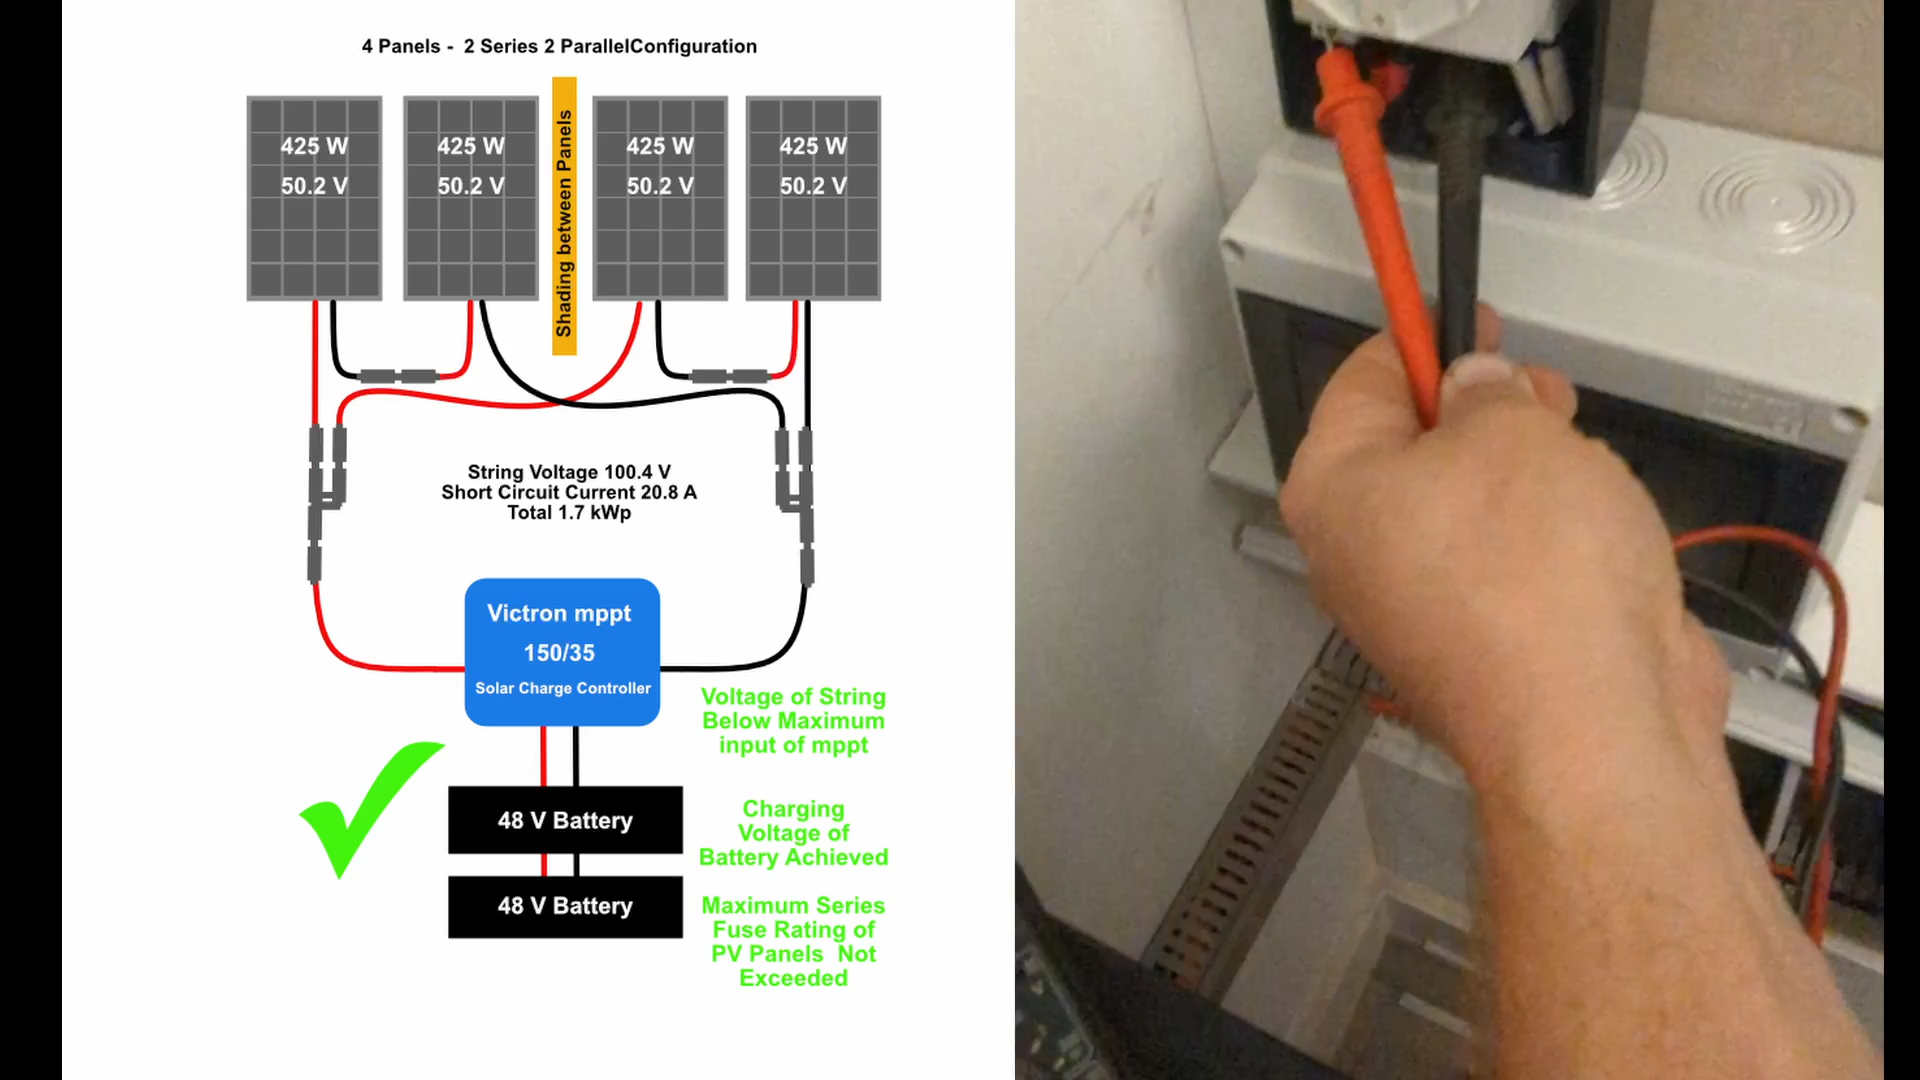 4 Panels - 2 Series 2 ParallelConfiguration
425 W
50.2 V
425 W
50.2 V
Shading between Panels
425 W
50.2 V
425 W
50.2 V
String Voltage 100.4 V
Short Circuit Current 20.8 A
Total 1.7 kWp
Victron mppt
150/35
Solar Charge Controller
Voltage of String
Below Maximum
input of mppt
48 V Battery
Charging
Voltage of
Battery Achieved
48 V Battery
Maximum Series
Fuse Rating of
PV Panels Not
Exceeded